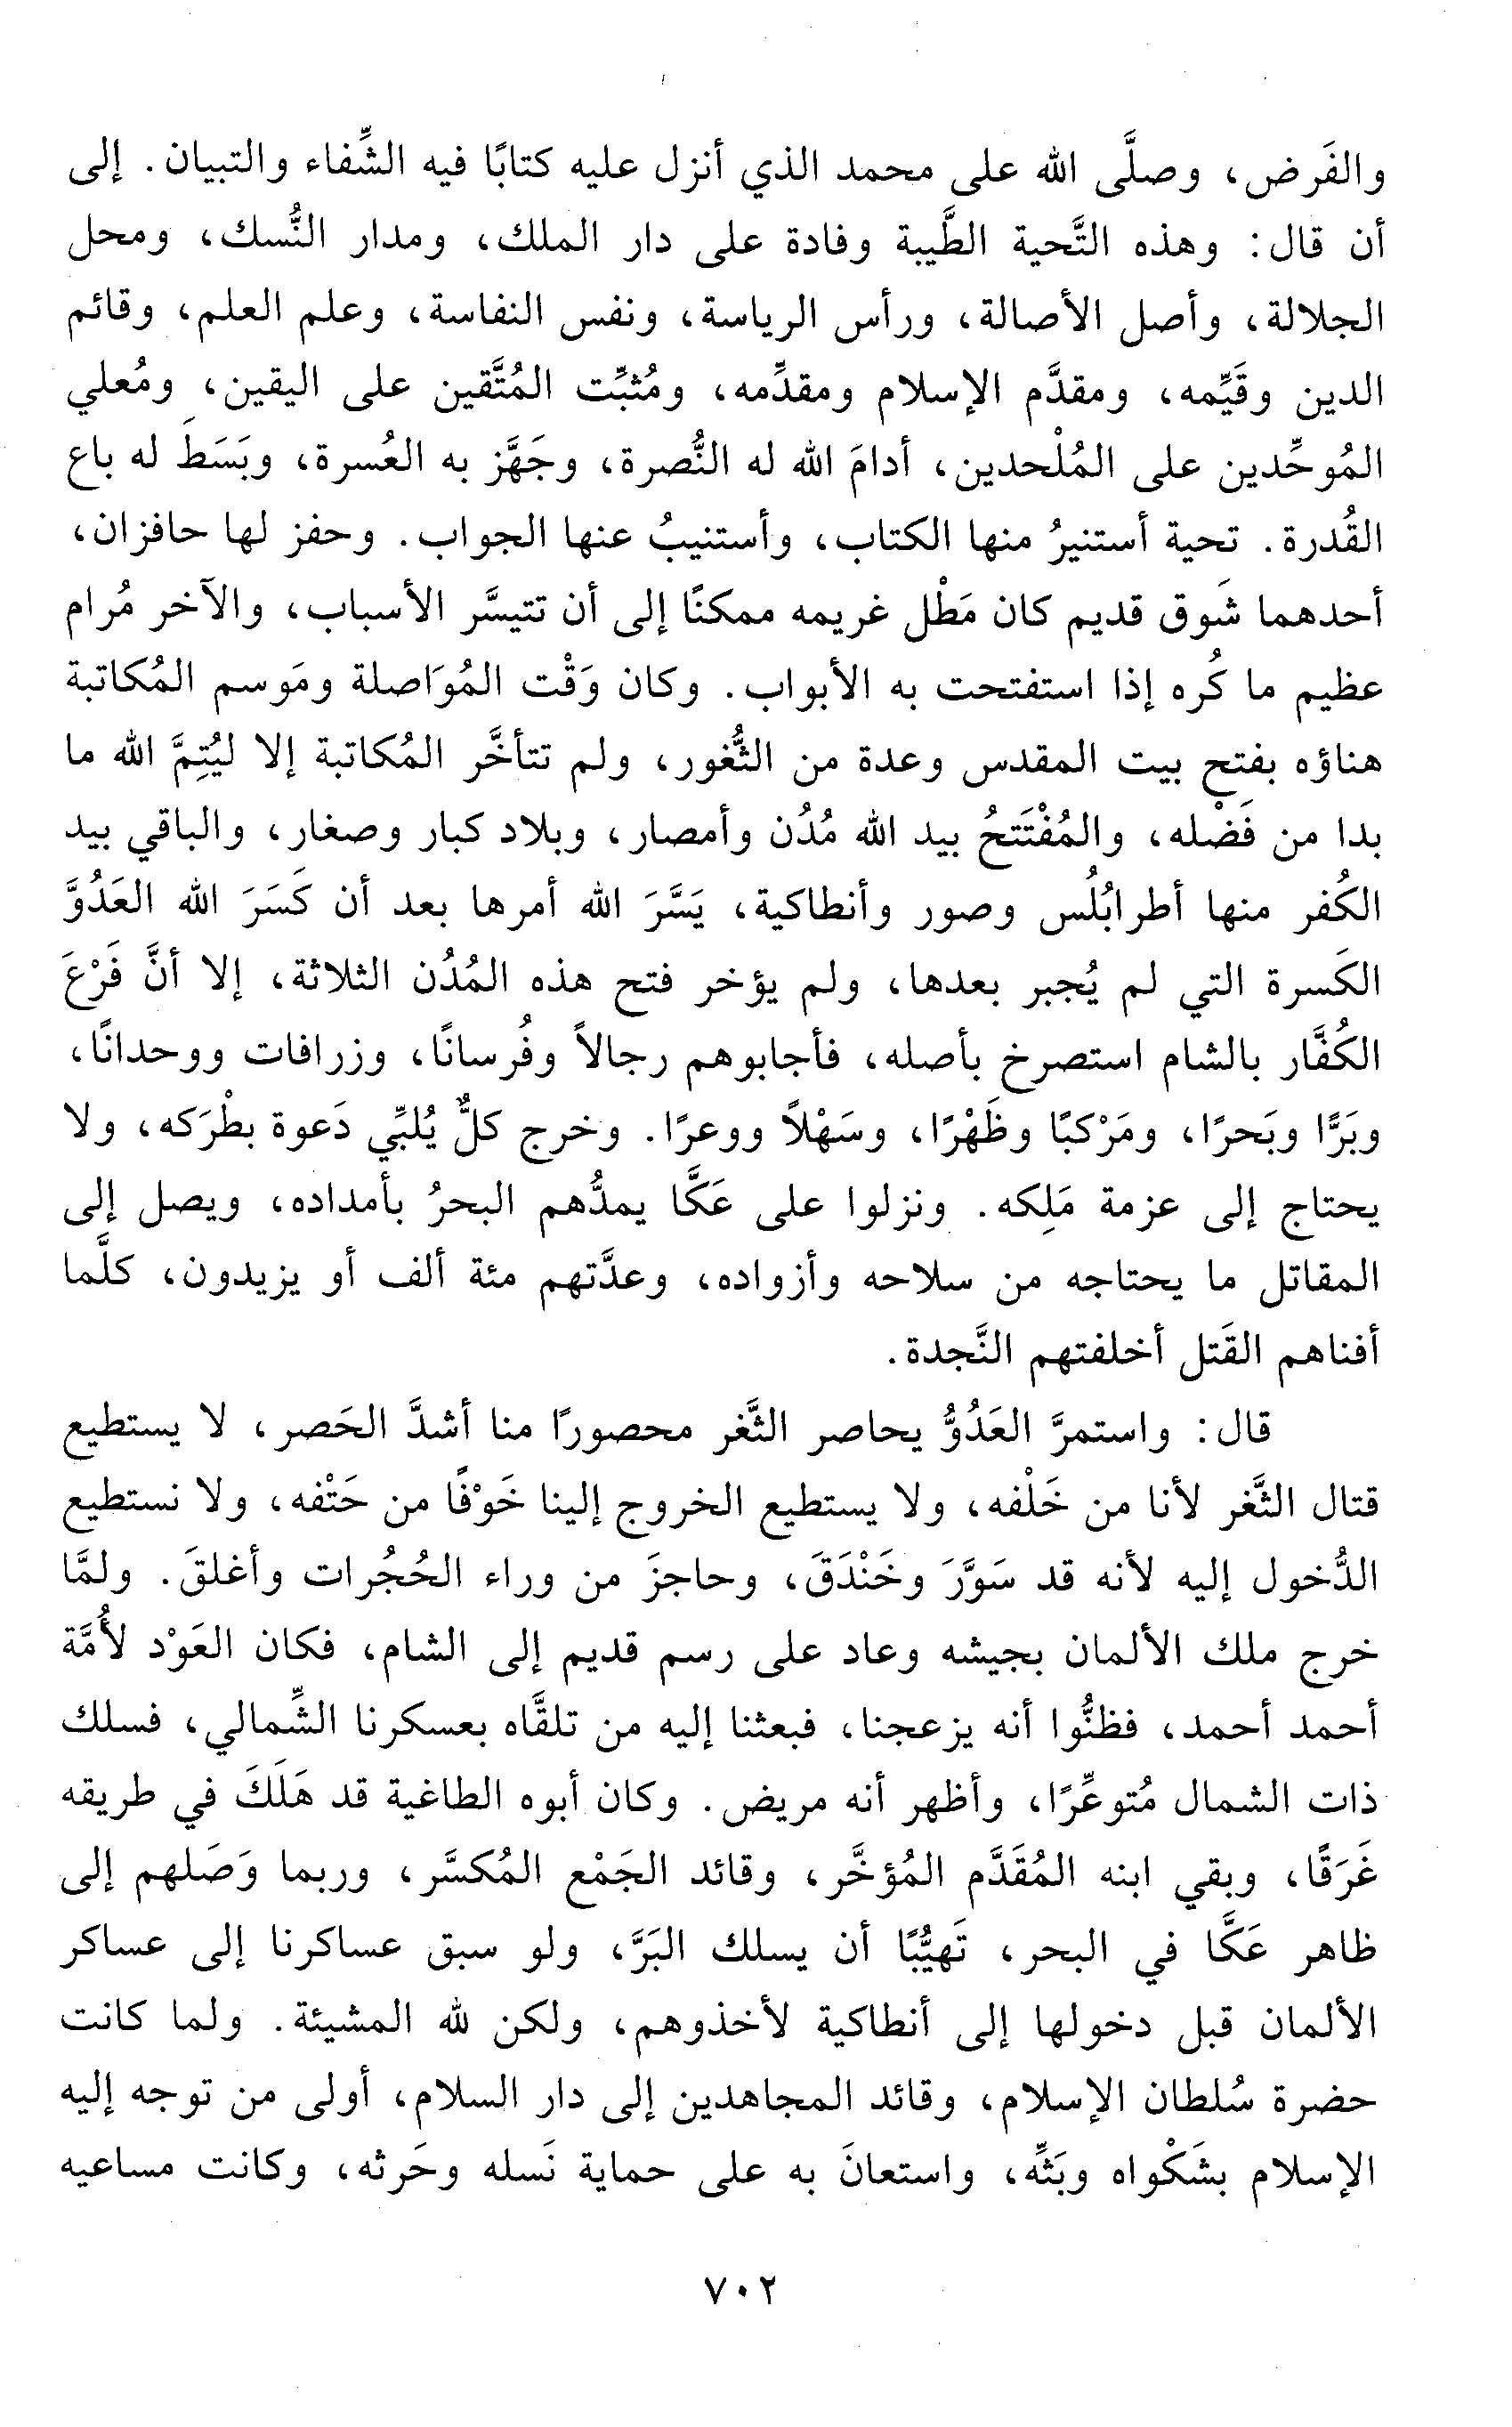 والفَرض، وصلَّى الله على محمد الذي أنزل عليه كتابًا فيه الشِّفاء والتبيان. إلى
أن قال: وهذه التَّحية الطَّيبة وفادة على دار الملك، ومدار النُّسك، ومحل
الجلالة، وأصل الأصالة، ورأس الرياسة، ونفس النفاسة، وعلم العلم، وقائم
الدين وقَيِّمه، ومقدَّم الإسلام ومقدِّمه، ومُثبِّت المُتَّقين على اليقين، ومُعلي
المُوحِّدين على المُلْحدين، أدامَ الله له النُّصرة، وجَهَّز به العُسرة، وبَسَطَ له باع
القُدرة. تحية أستنيرُ منها الكتاب، وأستنيبُ عنها الجواب. وحفز لها حافزان،
أحدهما شَوق قديم كان مَطْل غريمه ممكنًا إلى أن تتيسَّر الأسباب، والآخر مُرام
عظيم ما كُره إذا استفتحت به الأبواب. وكان وَقْت المُوَاصلة ومَوسم المُكاتبة
هناؤه بفتح بيت المقدس وعدة من الثُّغور، ولم تتأخَّر المُكاتبة إلا ليُتِمَّ الله ما
بدا من فَضْله، والمُفْتَتحُ بيد الله مُدُن وأمصار، وبلاد كبار وصغار، والباقي بيد
الكُفر منها أطرابُلُس وصور وأنطاكية، يَسَّرَ الله أمرها بعد أن كَسَرَ الله العَدُوَّ
الكَسرة التي لم يُجبر بعدها، ولم يؤخر فتح هذه المُدُن الثلاثة، إلا أنَّ فَرْعَ
الكُفَّار بالشام استصرخ بأصله، فأجابوهم رجالاً وفُرسانًا، وزرافات ووحدانًا،
وبَرًّا وبَحرًا، ومَرْكبًا وظَهْرًا، وسَهْلاً ووعرًا. وخرج كلٌّ يُلبِّي دَعوة بطْرَكه، ولا
يحتاج إلى عزمة مَلِكه. ونزلوا على عَكَّا يمدُّهم البحرُ بأمداده، ويصل إلى
المقاتل ما يحتاجه من سلاحه وأزواده، وعدَّتهم مئة ألف أو يزيدون، كلَّما
أفناهم القَتل أخلفتهم النَّجدة.
قال: واستمرَّ العَدُوُّ يحاصر الثَّغر محصورًا منا أشدَّ الحَصر، لا يستطيع
قتال الثَّغر لأنا من خَلْفه، ولا يستطيع الخروج إلينا خَوْفًا من حَتْفه، ولا نستطيع
الدُّخول إليه لأنه قد سَوَّرَ وخَنْدَقَ، وحاجزَ من وراء الحُجُرات وأغلقَ. ولمَّا
خرج ملك الألمان بجيشه وعاد على رسم قديم إلى الشام، فكان العَوْد لأُمَّة
أحمد أحمد، فظنُّوا أنه يزعجنا، فبعثنا إليه من تلقَّاه بعسكرنا الشِّمالي، فسلك
ذات الشمال مُتوعِّرًا، وأظهر أنه مريض. وكان أبوه الطاغية قد هَلَكَ في طريقه
غَرَقًا، وبقي ابنه المُقَدَّم المُؤخَّر، وقائد الجَمْع المُكسَّر، وربما وَصَلهم إلى
ظاهر عَكَّا في البحر، تَهيُّبًا أن يسلك البَرَّ، ولو سبق عساكرنا إلى عساكر
الألمان قبل دخولها إلى أنطاكية لأخذوهم، ولكن لله المشيئة. ولما كانت
حضرة سُلطان الإسلام، وقائد المجاهدين إلى دار السلام، أولى من توجه إليه
الإسلام بشَكْواه وبَثِّه، واستعانَ به على حماية نَسله وحَرثه، وكانت مساعيه
٧٠٢